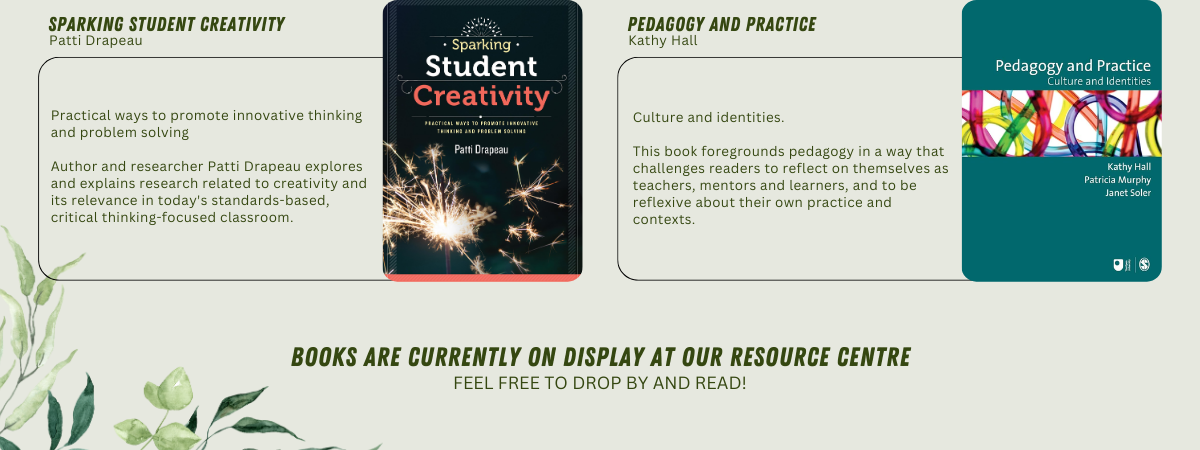 SPARKING STUDENT CREATIVITY
Patti Drapeau
Practical ways to promote innovative thinking
and problem solving
Author and researcher Patti Drapeau explores
and explains research related to creativity and
its relevance in today's standards-based,
critical thinking-focused classroom.
Sparking
Student
Creativity
PRACTICAL WAYS TO PROMOTE INNOVATIVE
THINKING AND PROBLEM SOLVING
Patti Drapeau
PEDAGOGY AND PRACTICE
Kathy Hall
Culture and identities.
This book foregrounds pedagogy in a way that
challenges readers to reflect on themselves as
teachers, mentors and learners, and to be
reflexive about their own practice and
contexts.
Pedagogy and Practice
Culture and Identities
Kathy Hall
Patricia Murphy
Janet Soler
BOOKS ARE CURRENTLY ON DISPLAY AT OUR RESOURCE CENTRE
FEEL FREE TO DROP BY AND READ!